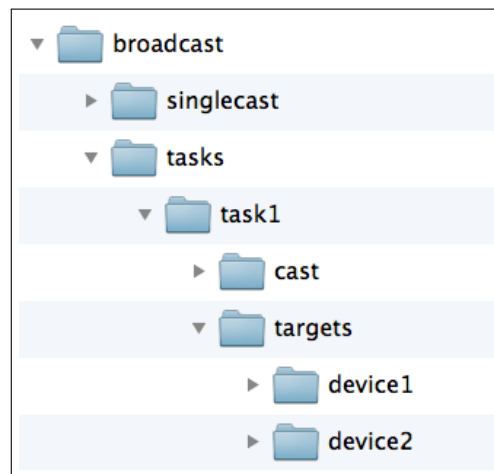 broadcast
singlecast
tasks
task1
cast
targets
device1
device2